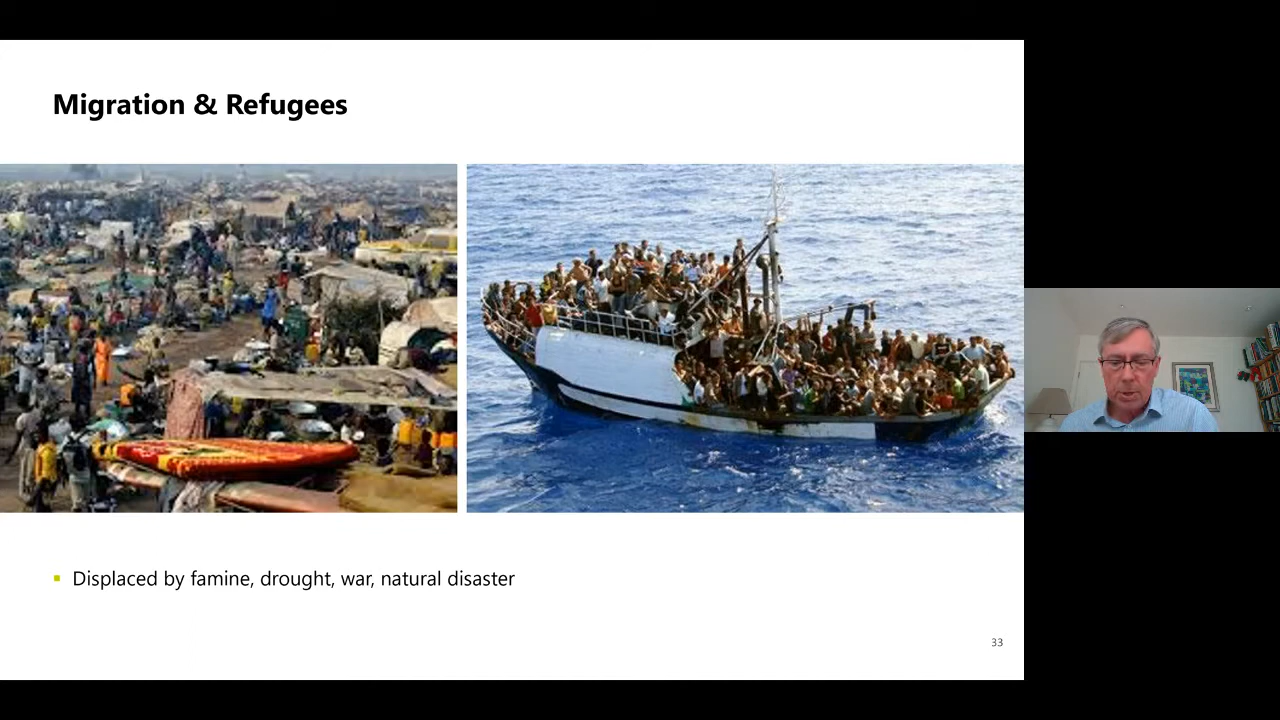 Migration & Refugees
Displaced by famine, drought, war, natural disaster
33